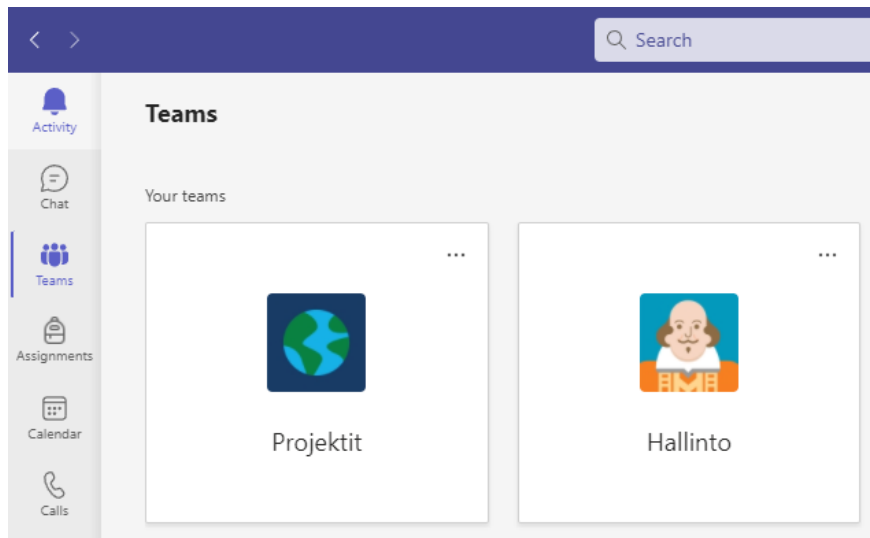 Search
Activity
Teams
Chat
Your teams
Teams
Assignments
Calendar
Calls
Projektit
Hallinto